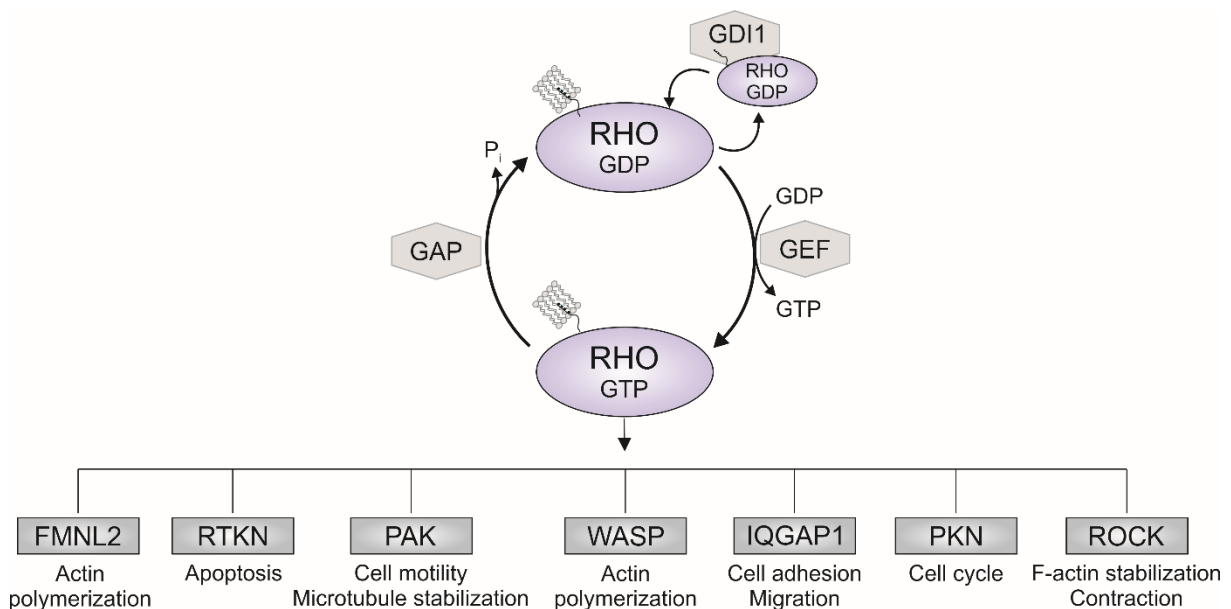 GDI1
RHO
GDP
RHO
GDP
Pi
GDP
GAP
GEF
GTP
RHO
GTP
FMNL2
RTKN
PAK
WASP
IQGAP1
PKN
ROCK
Actin
polymerization
Apoptosis
Cell motility
Microtubule stabilization
Actin
polymerization
Cell adhesion
Migration
Cell cycle
F-actin stabilization
Contraction